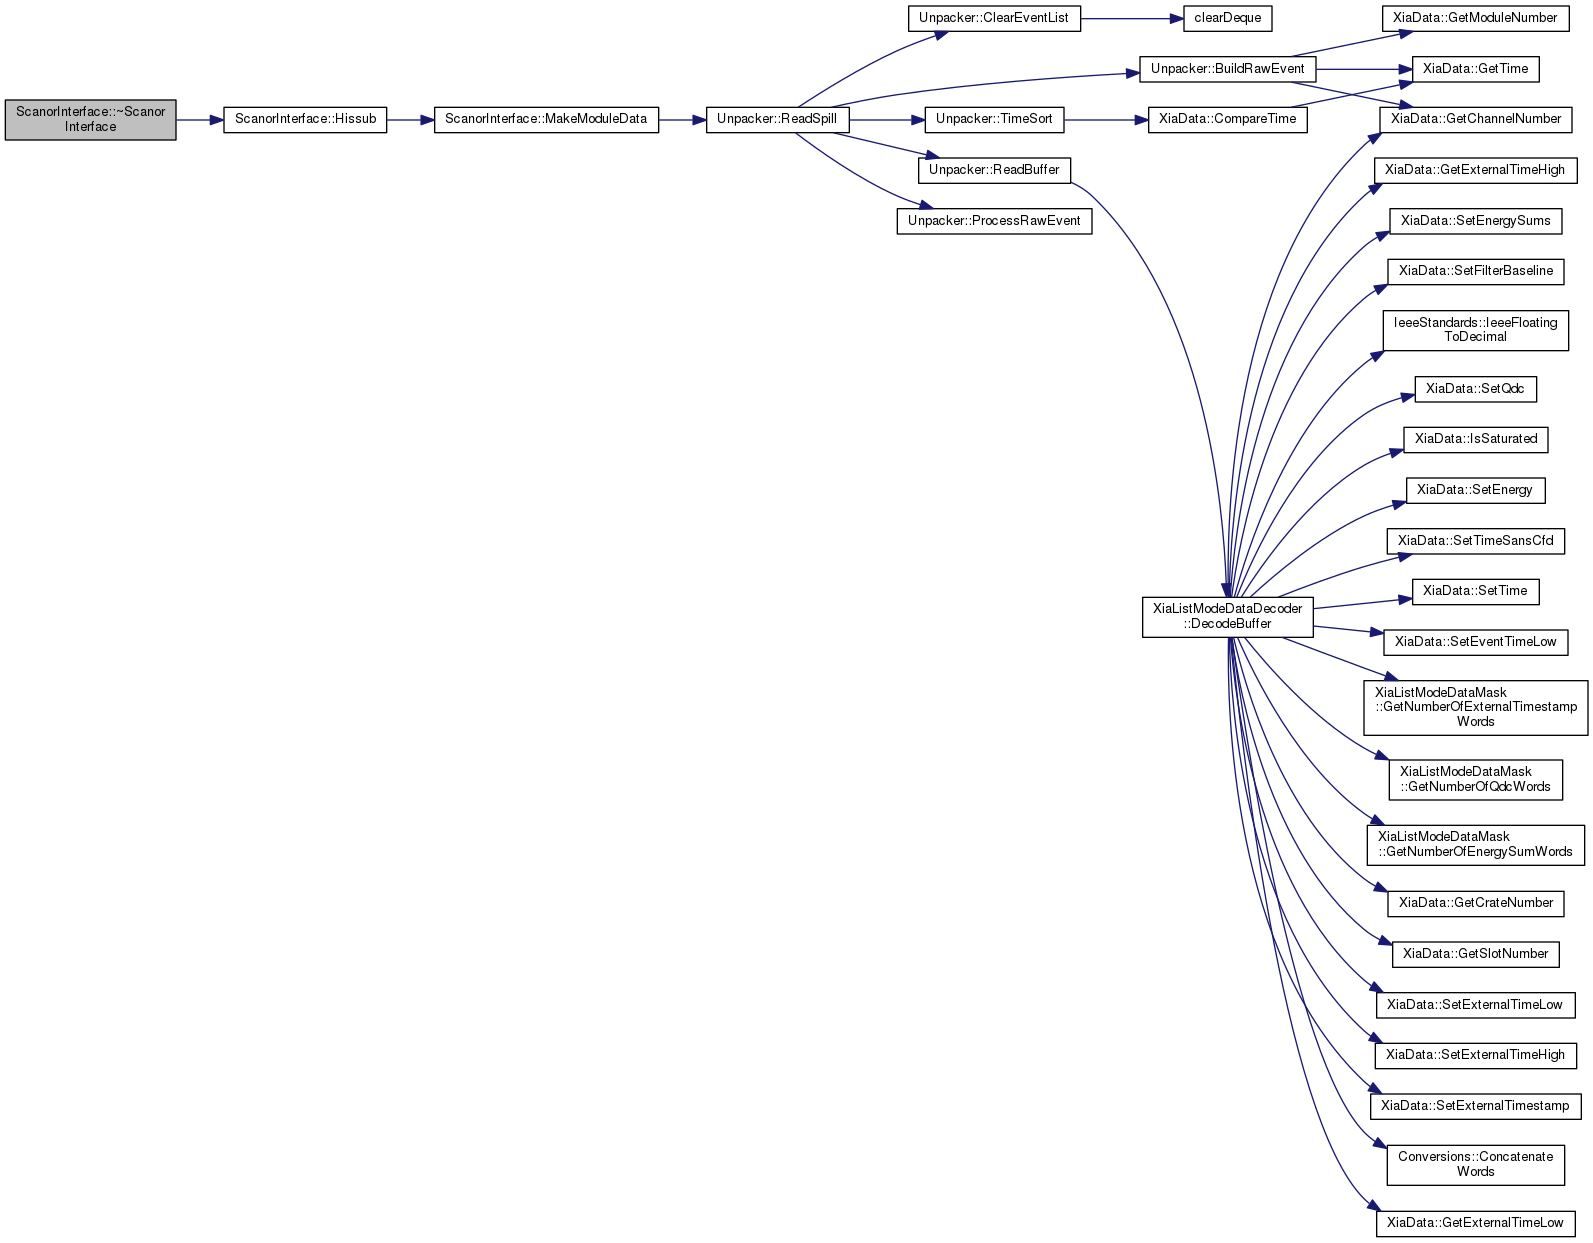 ScanorInterface::~Scanor
Interface
ScanorInterface::Hissub
ScanorInterface::MakeModuleData
Unpacker::ReadSpill
Unpacker::ClearEventList
clearDeque
Unpacker::BuildRawEvent
Unpacker::TimeSort
XiaData::CompareTime
Unpacker::ReadBuffer
Unpacker::ProcessRawEvent
XiaListModeDataDecoder
::DecodeBuffer
XiaData::GetModuleNumber
XiaData::GetTime
XiaData::GetChannelNumber
XiaData::GetExternalTimeHigh
XiaData::SetEnergySums
XiaData::SetFilterBaseline
IeeeStandards::IeeeFloating
ToDecimal
XiaData::SetQdc
XiaData::IsSaturated
XiaData::SetEnergy
XiaData::SetTimeSansCfd
XiaData::SetTime
XiaData::SetEventTimeLow
XiaListModeDataMask
::GetNumberOfExternalTimestamp
Words
XiaListModeDataMask
::GetNumberOfQdcWords
XiaListModeDataMask
::GetNumberOfEnergySumWords
XiaData::GetCrateNumber
XiaData::GetSlotNumber
XiaData::SetExternalTimeLow
XiaData::SetExternalTimeHigh
XiaData::SetExternalTimestamp
Conversions::Concatenate
Words
XiaData::GetExternalTimeLow